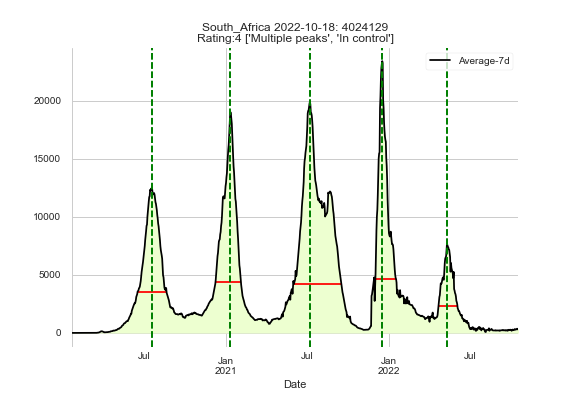 South_Africa 2022-10-18: 4024129
Rating:4 ['Multiple peaks', 'In control']
Average-7d
20000
15000
10000
5000
0
Jul
Jan
2021
Jul
Jan
2022
Jul
Date